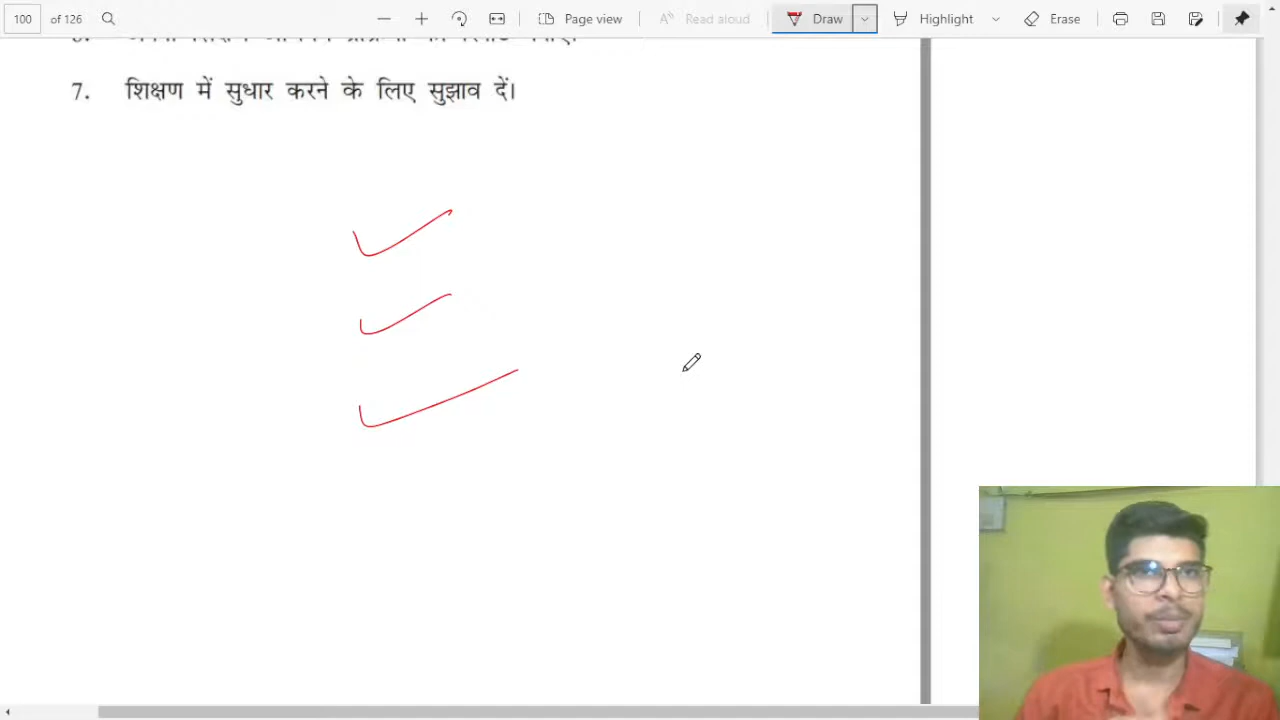 100 of 126 Page view Read aloud Draw Highlight Erase
7. शिक्षण में सुधार करने के लिए सुझाव दें।